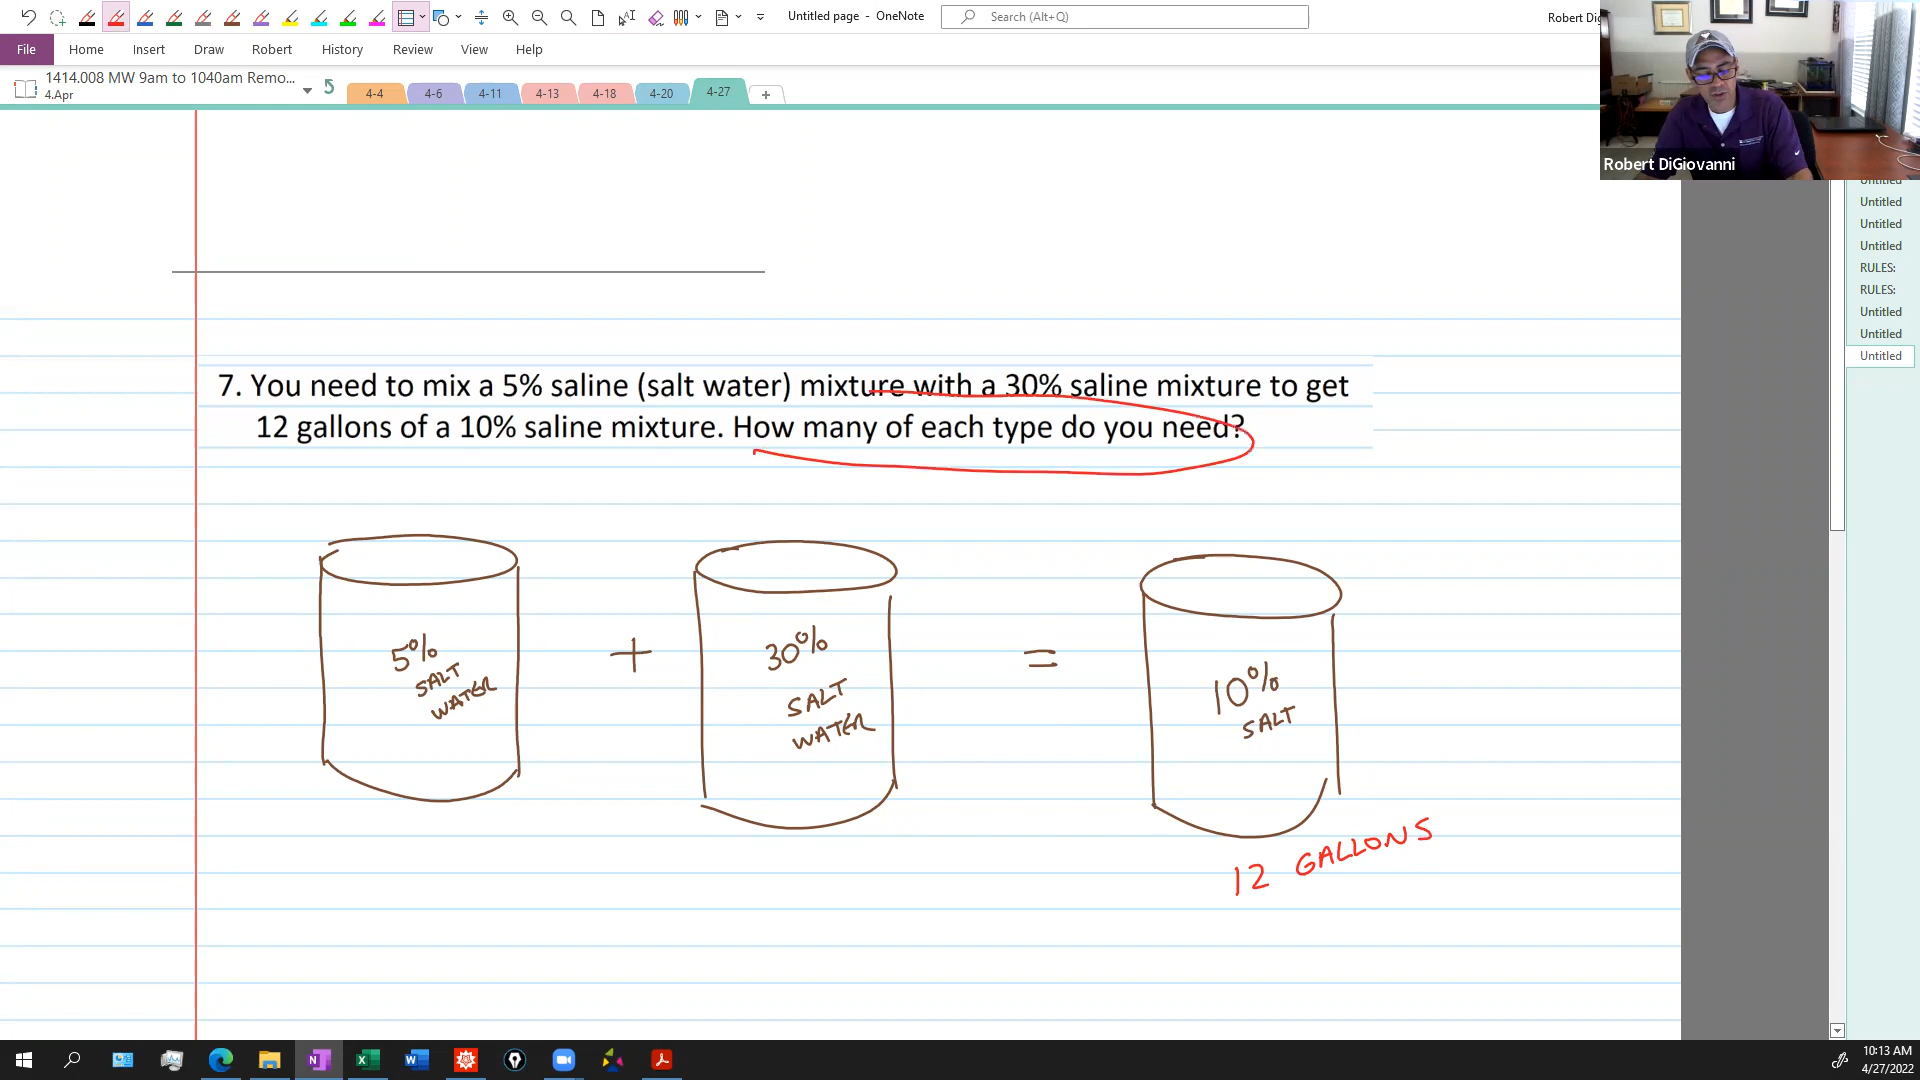 Untitled page - OneNote
Search (Alt+Q)
Robert Di
File Home Insert Draw Robert History Review View Help
1414.008 MW 9am to 1040am Remo...
4.Apr
4-4 4-6 4-11 4-13 4-18 4-20 4-27
Robert DiGiovanni
Untitled
Untitled
Untitled
Untitled
RULES:
RULES:
Untitled
Untitled
Untitled
7. You need to mix a 5% saline (salt water) mixture with a 30% saline mixture to get
12 gallons of a 10% saline mixture. How many of each type do you need?
5%
SALT
WATER
+
30%
SALT
WATER
=
10%
SALT
12 GALLONS
10:13 AM
4/27/2022